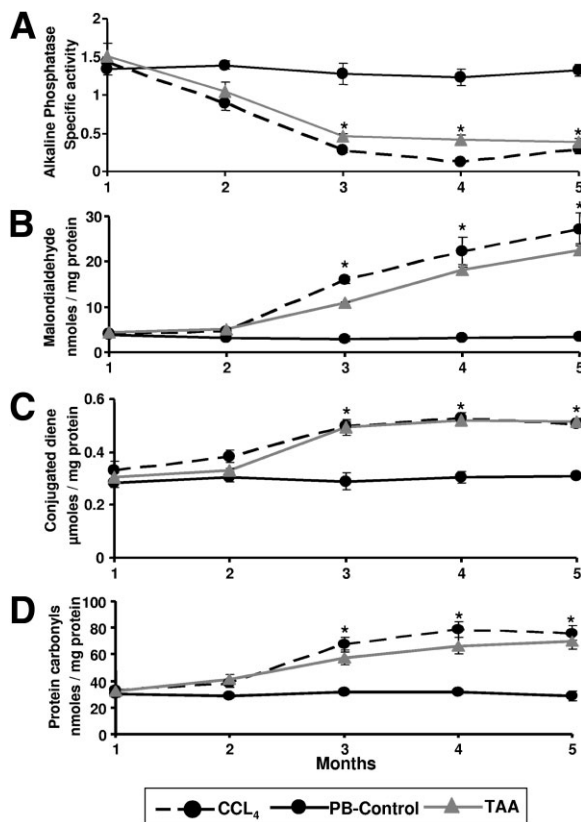 A
Alkaline Phosphatase
Specific activity
2
1.5
1
0.5
0
* * *
1 2 3 4 5
B
Malondialdehyde
nmoles / mg protein
30
20
10
0
* * *
1 2 3 4 5
C
Conjugated diene
µmoles / mg protein
0.6
0.4
0.2
0
* * *
1 2 3 4 5
D
Protein carbonyls
nmoles / mg protein
100
80
60
40
20
0
* * *
1 2 3 4 5
Months
CCL₄ PB-Control TAA